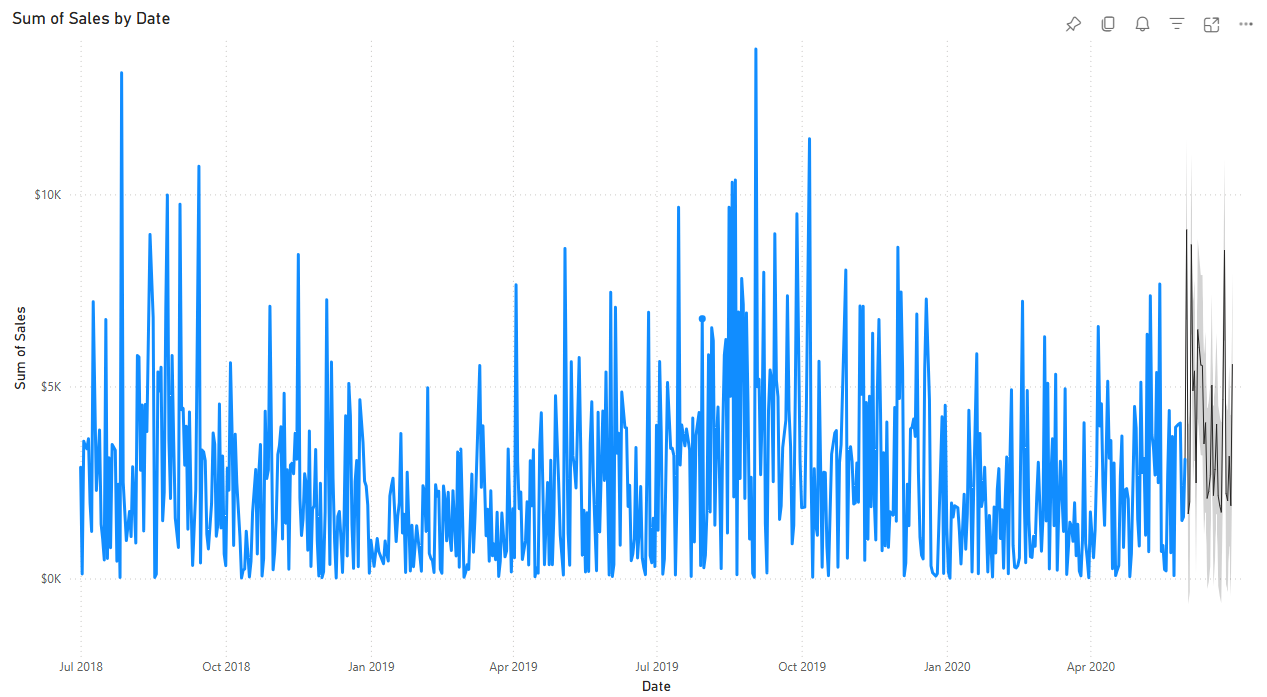 Sum of Sales by Date
$10K
$5K
$0K
Sum of Sales
Jul 2018
Oct 2018
Jan 2019
Apr 2019
Jul 2019
Oct 2019
Jan 2020
Apr 2020
Date